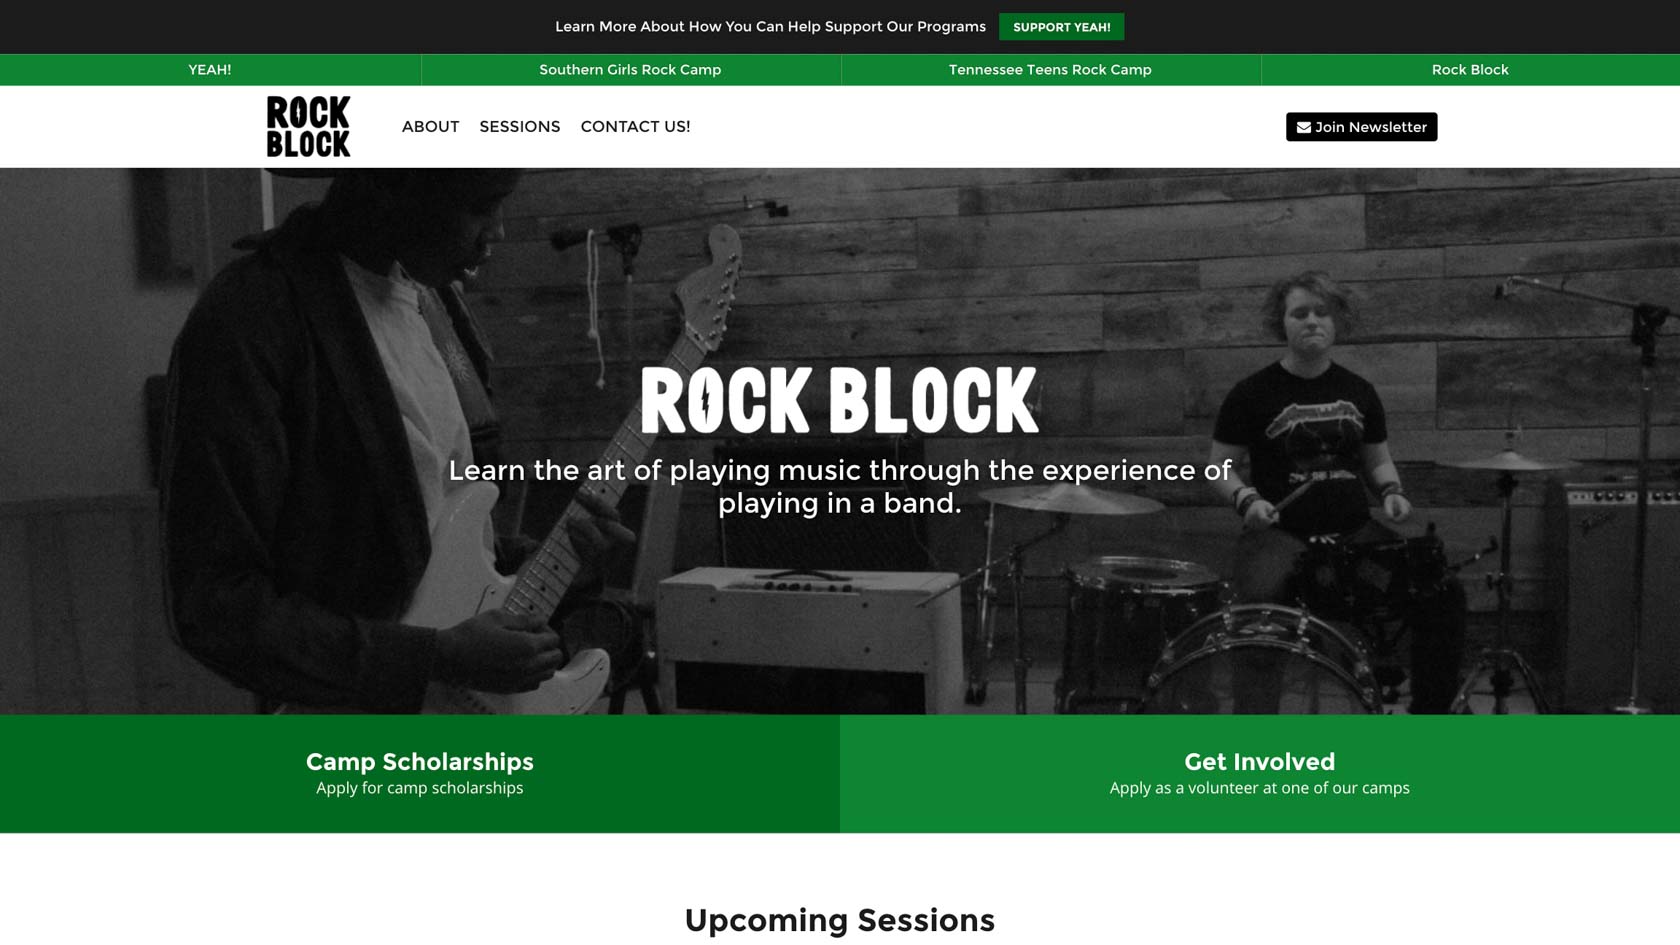 Learn More About How You Can Help Support Our Programs SUPPORT YEAH!
YEAH! Southern Girls Rock Camp Tennessee Teens Rock Camp Rock Block
ROCK
BLOCK
ABOUT SESSIONS CONTACT US!
Join Newsletter
ROCK BLOCK
Learn the art of playing music through the experience of
playing in a band.
Camp Scholarships
Apply for camp scholarships
Get Involved
Apply as a volunteer at one of our camps
Upcoming Sessions